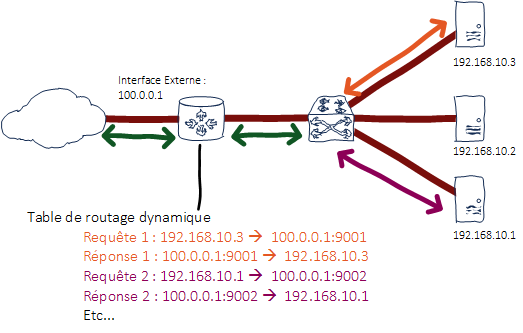 Interface Externe :
100.0.0.1
192.168.10.3
192.168.10.2
192.168.10.1
Table de routage dynamique
Requête 1 : 192.168.10.3 → 100.0.0.1:9001
Réponse 1 : 100.0.0.1:9001 → 192.168.10.3
Requête 2 : 192.168.10.1 → 100.0.0.1:9002
Réponse 2 : 100.0.0.1:9002 → 192.168.10.1
Etc...